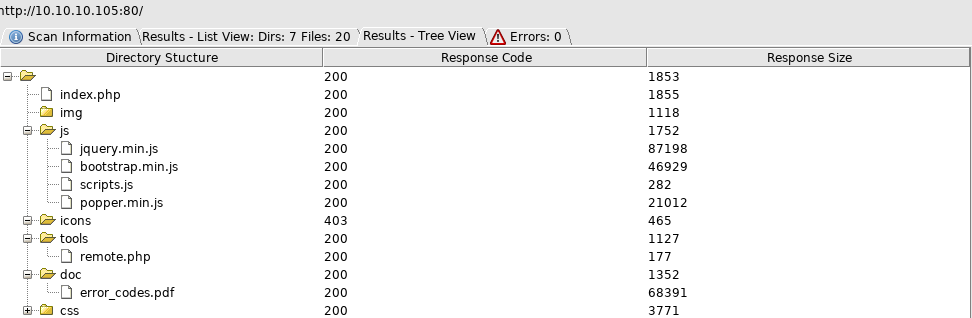 http://10.10.10.105:80/
Scan Information Results - List View: Dirs: 7 Files: 20 Results - Tree View Errors: 0
Directory Stucture Response Code Response Size
200 1853
index.php 200 1855
img 200 1118
js 200 1752
jquery.min.js 200 87198
bootstrap.min.js 200 46929
scripts.js 200 282
popper.min.js 200 21012
icons 403 465
tools 200 1127
remote.php 200 177
doc 200 1352
error_codes.pdf 200 68391
css 200 3771